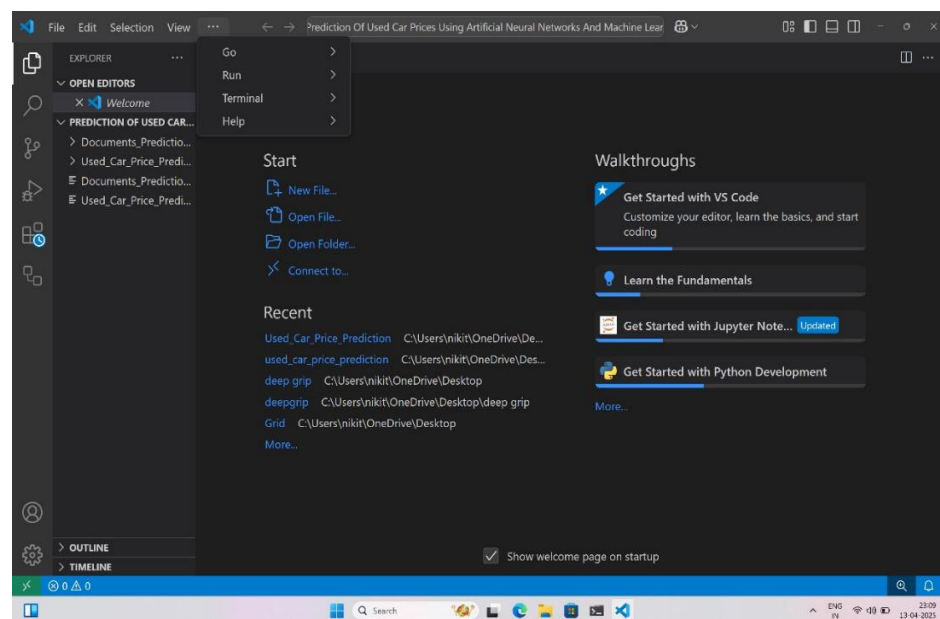 File Edit Selection View ... Prediction Of Used Car Prices Using Artificial Neural Networks And Machine Lear
EXPLORER ...
OPEN EDITORS
Welcome
PREDICTION OF USED CAR...
Documents_Predictio...
Used_Car_Price_Predi...
Documents_Predictio...
Used_Car_Price_Predi...
OUTLINE
TIMELINE
Go
Run
Terminal
Help
Start
New File...
Open File...
Open Folder...
Connect to...
Recent
Used_Car_Price_Prediction C:\Users\nikit\OneDrive\De...
used_car_price_prediction C:\Users\nikit\OneDrive\Des...
deep grip C:\Users\nikit\OneDrive\Desktop
deepgrip C:\Users\nikit\OneDrive\Desktop\deep grip
Grid C:\Users\nikit\OneDrive\Desktop
More...
Walkthroughs
Get Started with VS Code
Customize your editor, learn the basics, and start
coding
Learn the Fundamentals
Get Started with Jupyter Note... Updated
Get Started with Python Development
More...
Show welcome page on startup
0 0
Search
ENG
IN
23:09
13-04-2025